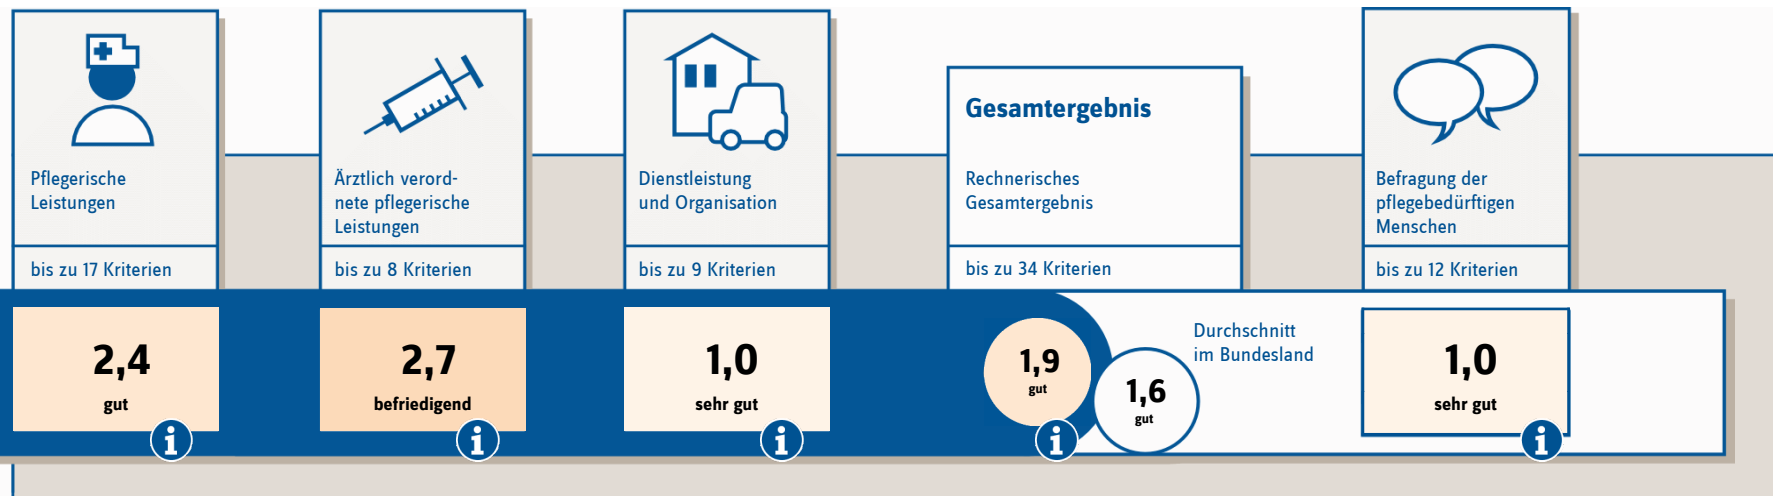 Pflegerische
Leistungen
bis zu 17 Kriterien
2,4
gut
Ärztlich verord-
nete pflegerische
Leistungen
bis zu 8 Kriterien
2,7
befriedigend
Dienstleistung
und Organisation
bis zu 9 Kriterien
1,0
sehr gut
Gesamtergebnis
Rechnerisches
Gesamtergebnis
bis zu 34 Kriterien
1,9
gut
1,6
gut
Durchschnitt
im Bundesland
Befragung der
pflegebedürftigen
Menschen
bis zu 12 Kriterien
1,0
sehr gut